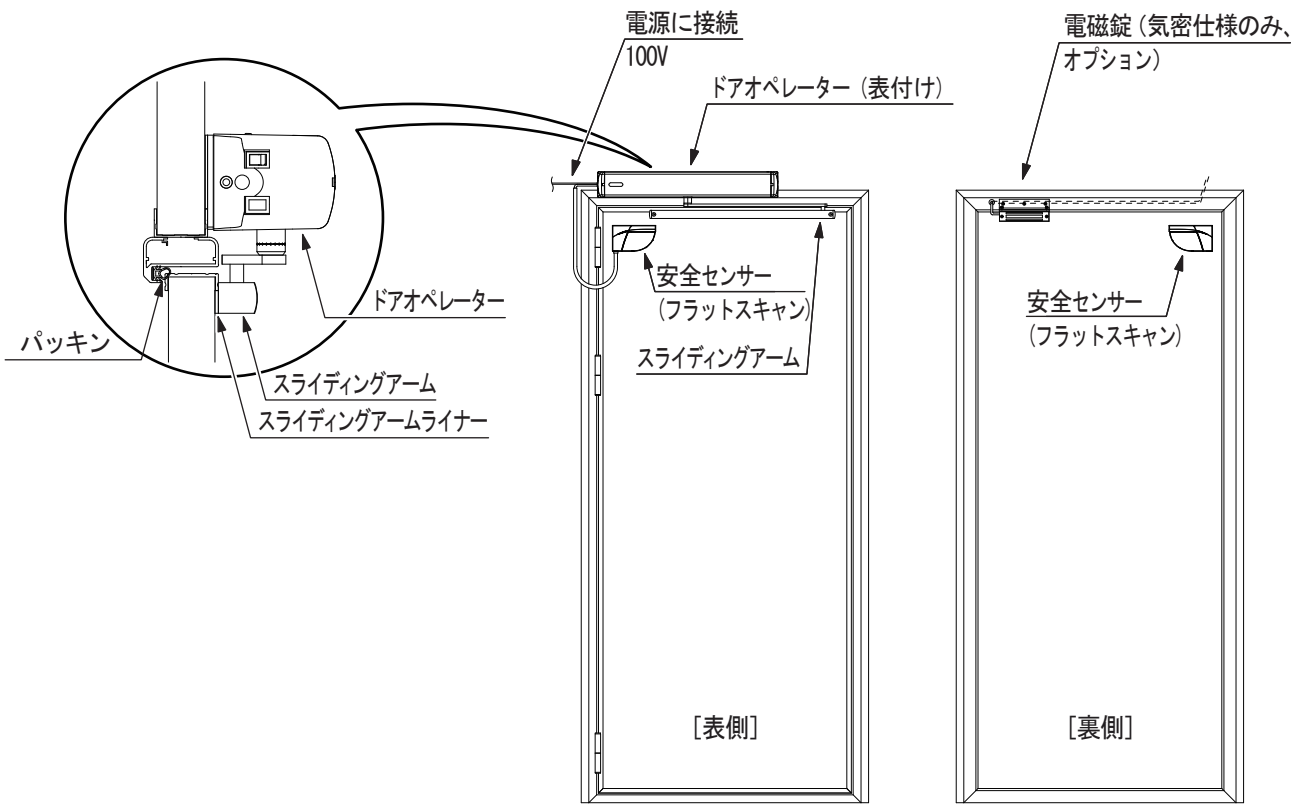 電源に接続
100V
ドアオペレーター（表付け）
電磁錠（気密仕様のみ、
オプション）
ドアオペレーター
パッキン
スライディングアーム
スライディングアームライナー
安全センサー
(フラットスキャン)
スライディングアーム
安全センサー
(フラットスキャン)
［表側］
［裏側］